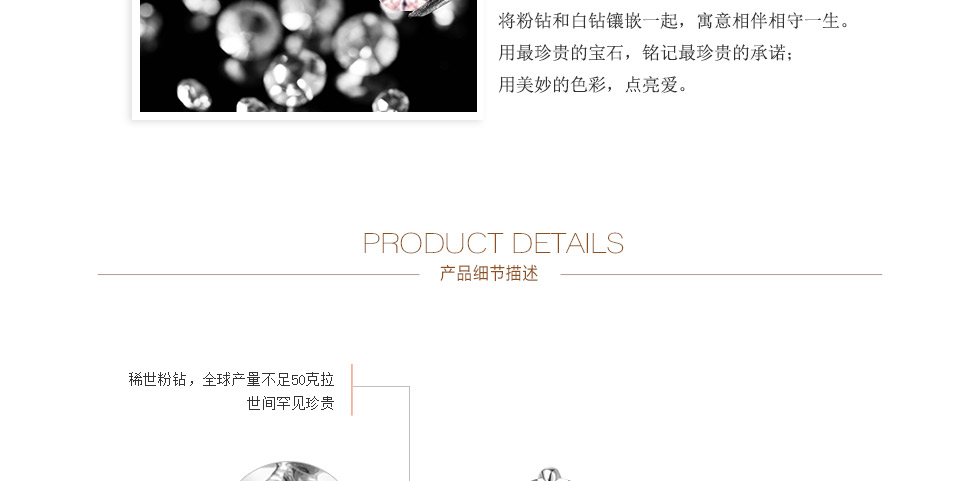 将粉钻和白钻镶嵌一起，寓意相伴相守一生。
用最珍贵的宝石，铭记最珍贵的承诺；
用美妙的色彩，点亮爱。
PRODUCT DETAILS
产品细节描述
稀世粉钻，全球产量不足50克拉
世间罕见珍贵